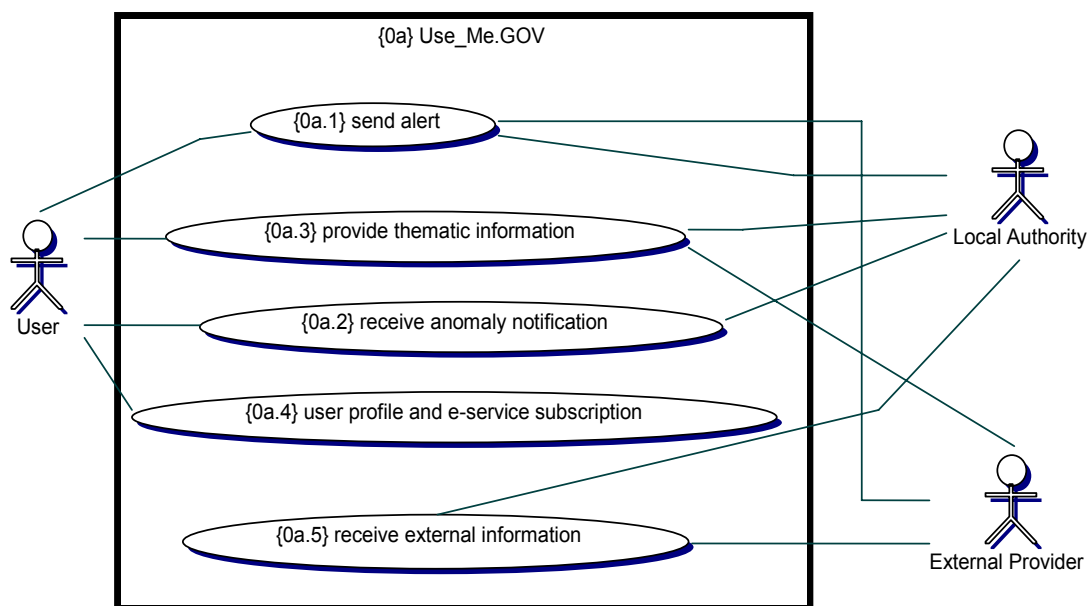 {0a} Use_Me.GOV
{0a.1} send alert
{0a.3} provide thematic information
Local Authority
User
{0a.2} receive anomaly notification
{0a.4} user profile and e-service subscription
{0a.5} receive external information
External Provider